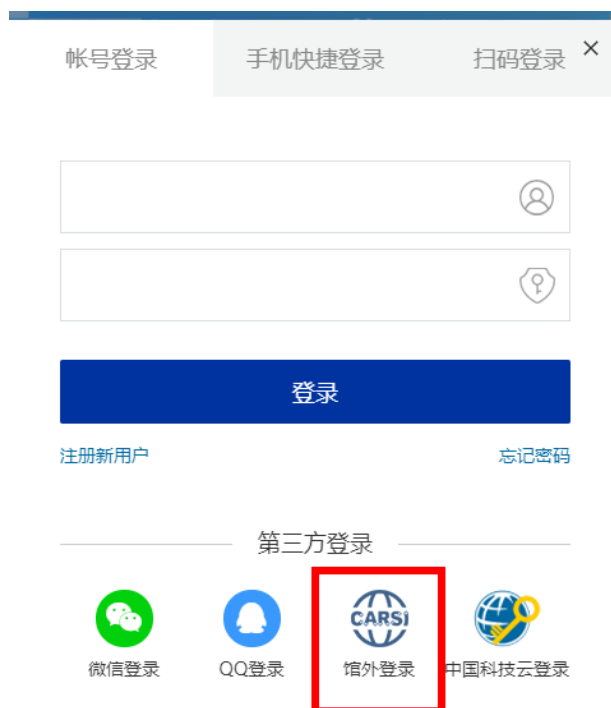 帐号登录 手机快捷登录 扫码登录 ×
登录
注册新用户 忘记密码
第三方登录
CARSI
微信登录 QQ登录 馆外登录 中国科技云登录